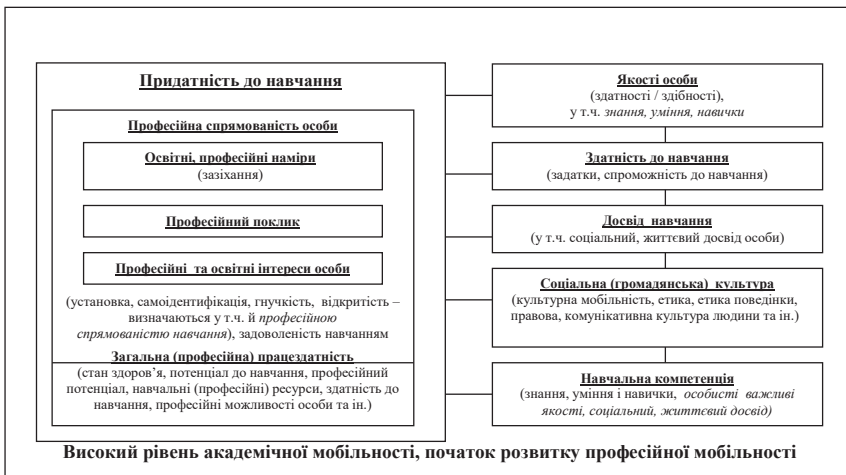 Придатність до навчання
Професійна спрямованість особи
Освітні, професійні наміри
(зазіхання)
Професійний поклик
Професійні та освітні інтереси особи
(установка, самоідентифікація, гнучкість, відкритість –
визначаються у т.ч. й професійною
спрямованістю навчання), задоволеність навчанням
Загальна (професійна) працездатність
(стан здоров’я, потенціал до навчання, професійний
потенціал, навчальні (професійні) ресурси, здатність до
навчання, професійні можливості особи та ін.)
Якості особи
(здатності / здібності),
у т.ч. знання, уміння, навички
Здатність до навчання
(задатки, спроможність до навчання)
Досвід навчання
(у т.ч. соціальний, життєвий досвід особи)
Соціальна (громадянська) культура
(культурна мобільність, етика, етика поведінки,
правова, комунікативна культура людини та ін.)
Навчальна компетенція
(знання, уміння і навички, особисті важливі
якості, соціальний, життєвий досвід)
Високий рівень академічної мобільності, початок розвитку професійної мобільності